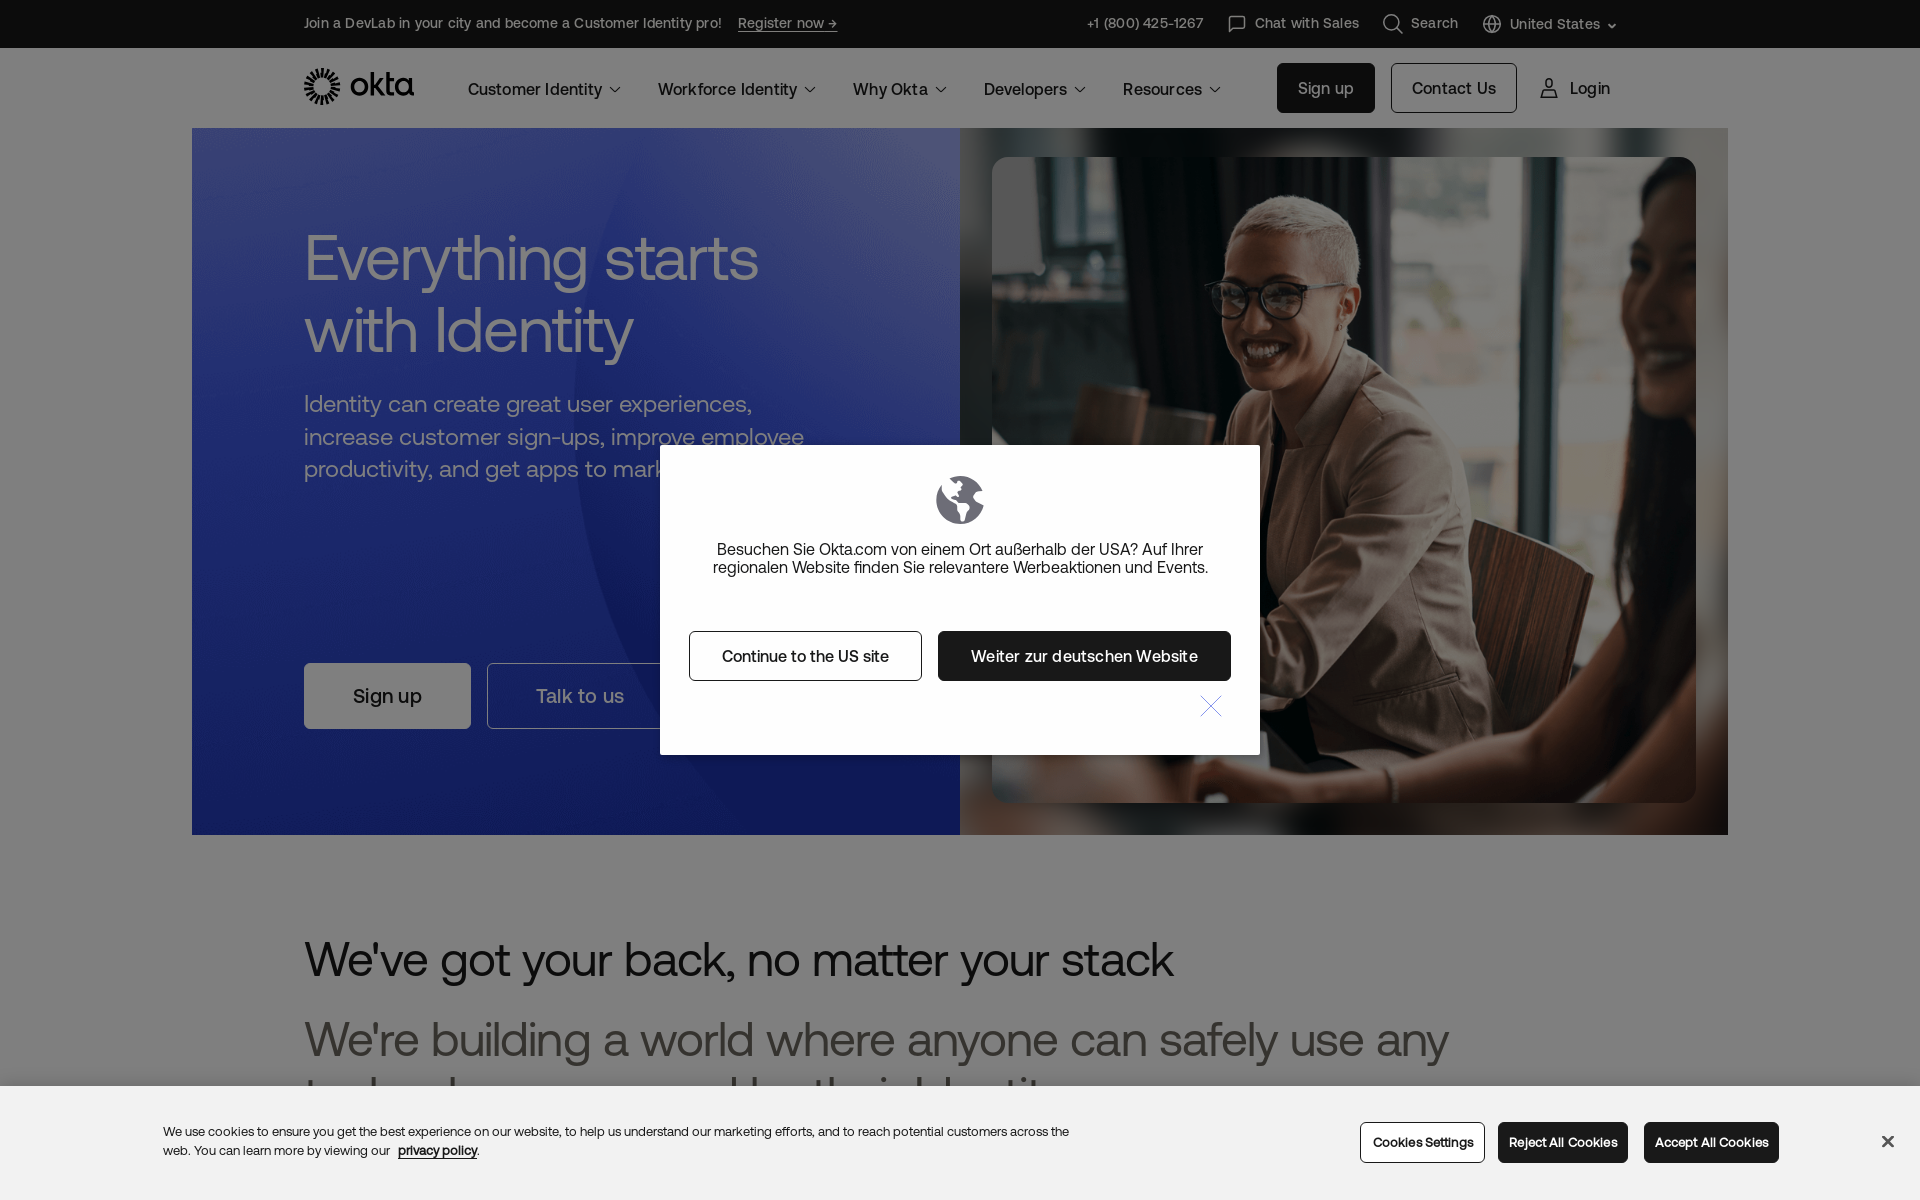 Join a DevLab in your city and become a Customer Identity pro! Register now →
+1 (800) 425-1267 Chat with Sales Search United States
okta Customer Identity Workforce Identity Why Okta Developers Resources Sign up Contact Us Login
Everything starts
with Identity
Identity can create great user experiences,
increase customer sign-ups, improve employee
productivity, and get apps to
Besuchen Sie Okta.com von einem Ort außerhalb der USA? Auf Ihrer
regionalen Website finden Sie relevantere Werbeaktionen und Events.
Continue to the US site Weiter zur deutschen Website
Sign up Talk to us
We've got your back, no matter your stack
We're building a world where anyone can safely use any
We use cookies to ensure you get the best experience on our website, to help us understand our marketing efforts, and to reach potential customers across the
web. You can learn more by viewing our privacy policy.
Cookies Settings Reject All Cookies Accept All Cookies